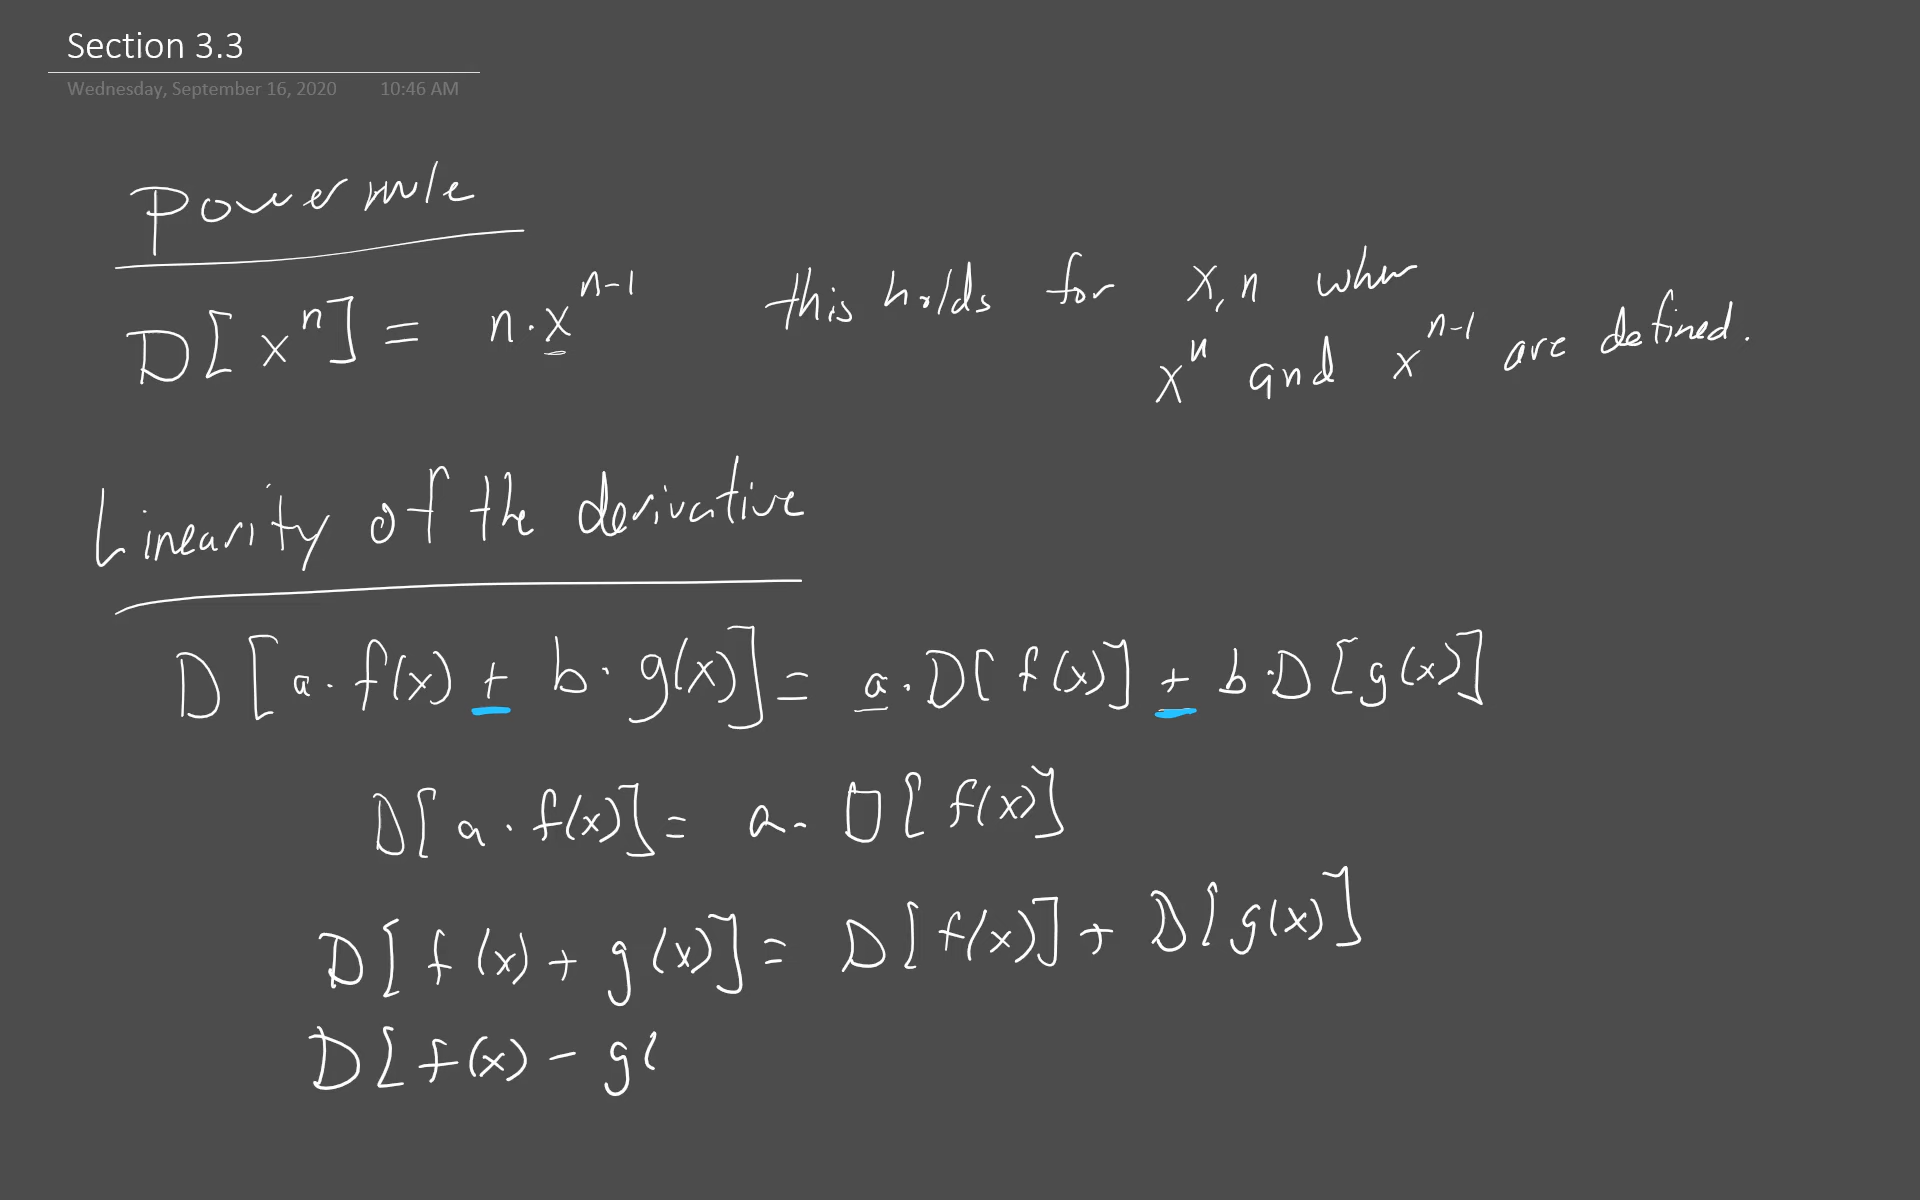 Section 3.3
Wednesday, September 16, 2020 10:46 AM
Power rule
D[xⁿ] = n·xⁿ⁻¹ this holds for x, n when
xⁿ and xⁿ⁻¹ are defined.
Linearity of the derivative
D[a·f(x) + b·g(x)] = a·D[f(x)] + b·D[g(x)]
D[a·f(x)] = a·D[f(x)]
D[f(x) + g(x)] = D[f(x)] + D[g(x)]
D[f(x) - g(